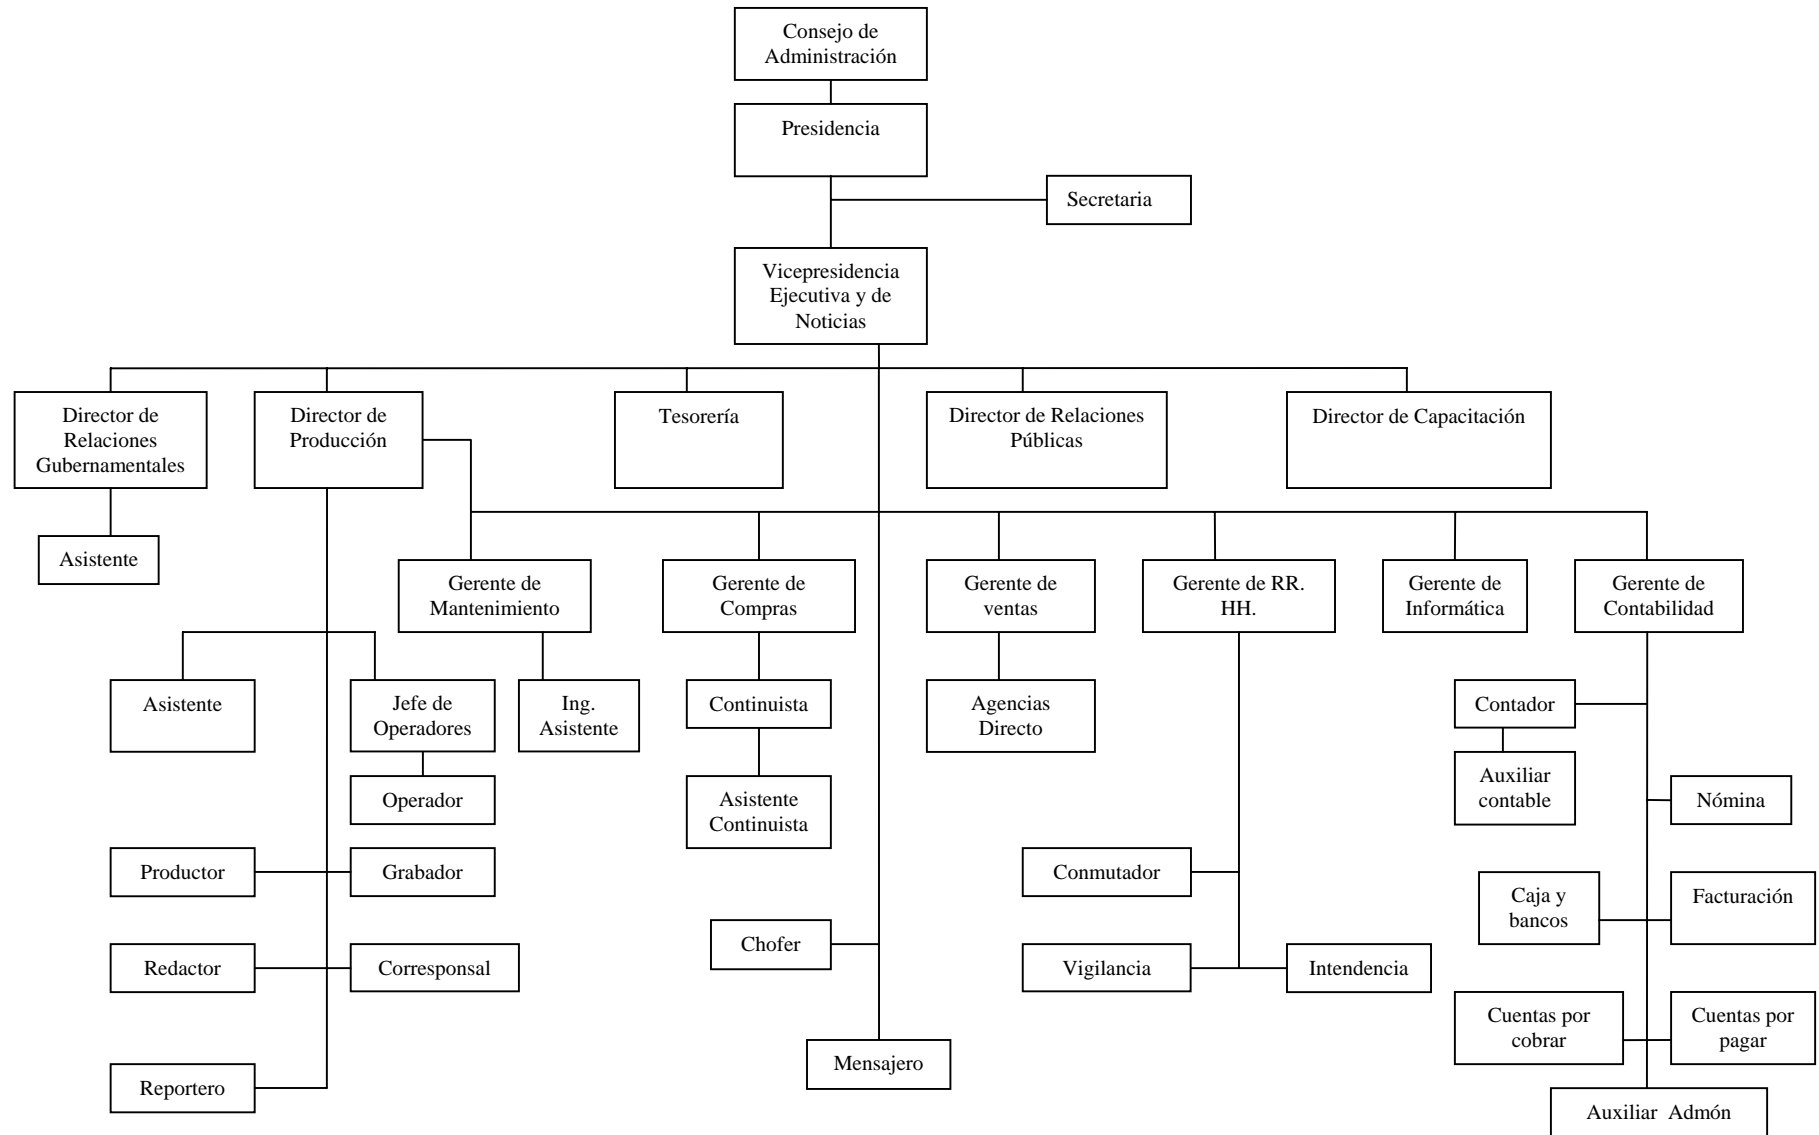 Consejo de
Administración
Presidencia
Secretaria
Vicepresidencia
Ejecutiva y de
Noticias
Director de
Relaciones
Gubernamentales
Director de
Producción
Tesorería
Director de Relaciones
Públicas
Director de Capacitación
Asistente
Gerente de
Mantenimiento
Gerente de
Compras
Gerente de
ventas
Gerente de RR.
HH.
Gerente de
Informática
Gerente de
Contabilidad
Asistente
Jefe de
Operadores
Ing.
Asistente
Continuista
Agencias
Directo
Contador
Operador
Asistente
Continuista
Auxiliar
contable
Nómina
Productor
Grabador
Conmutador
Caja y
bancos
Facturación
Chofer
Redactor
Corresponsal
Vigilancia
Intendencia
Cuentas por
cobrar
Cuentas por
pagar
Mensajero
Reportero
Auxiliar  Admón